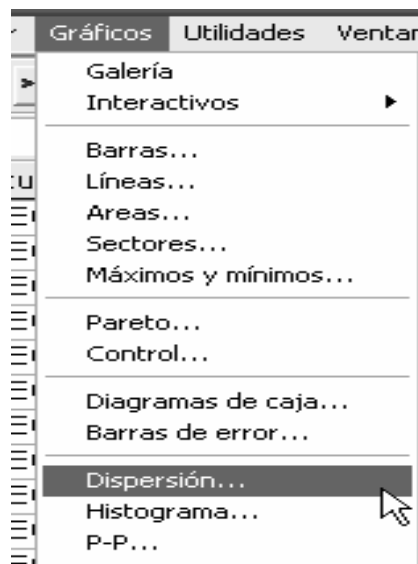 Gráficos Utilidades Ventar
Galería
Interactivos
Barras...
Líneas...
Areas...
Sectores...
Máximos y mínimos...
Pareto...
Control...
Diagramas de caja...
Barras de error...
Dispersión...
Histograma...
P-P...